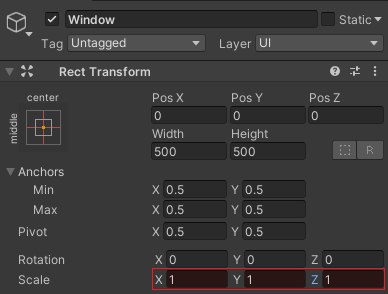 Window Static
Tag Untagged Layer UI
Rect Transform
center
middle
Pos X Pos Y Pos Z
0 0 0
Width Height
500 500 R
Anchors
Min X 0.5 Y 0.5
Max X 0.5 Y 0.5
Pivot X 0.5 Y 0.5
Rotation X 0 Y 0 Z 0
Scale X 1 Y 1 Z 1